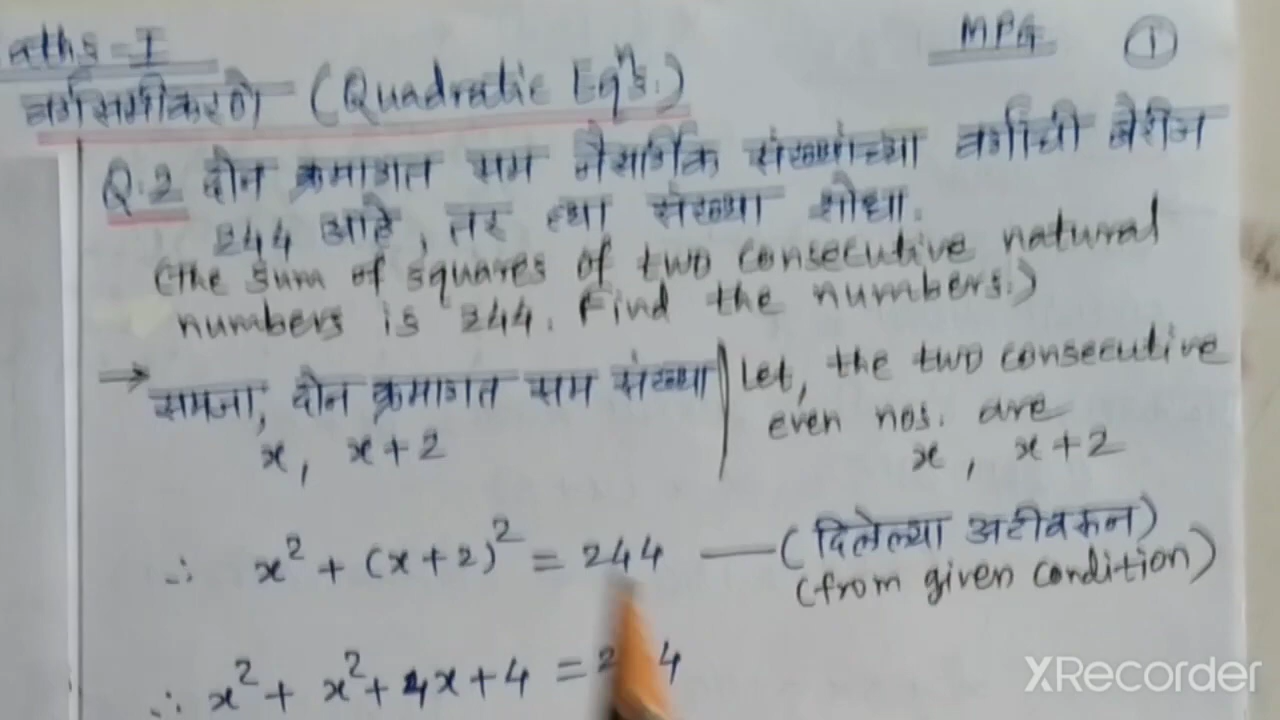 aths - I
MPG
1
वर्गसमीकरणे (Quadratic Eqⁿs.)
Q.2 दोन क्रमागत सम नैसर्गिक संख्यांच्या वर्गाची बेरीज
244 आहे, तर त्या संख्या शोधा.
(The sum of squares of two consecutive natural
numbers is 244. Find the numbers.)
→ समजा, दोन क्रमागत सम संख्या
x, x+2
Let, the two consecutive
even nos. are
x, x+2
∴ x² + (x+2)² = 244 — (दिलेल्या अटीवरून)
(from given condition)
∴ x² + x² + 4x + 4 = 2 4
XRecorder